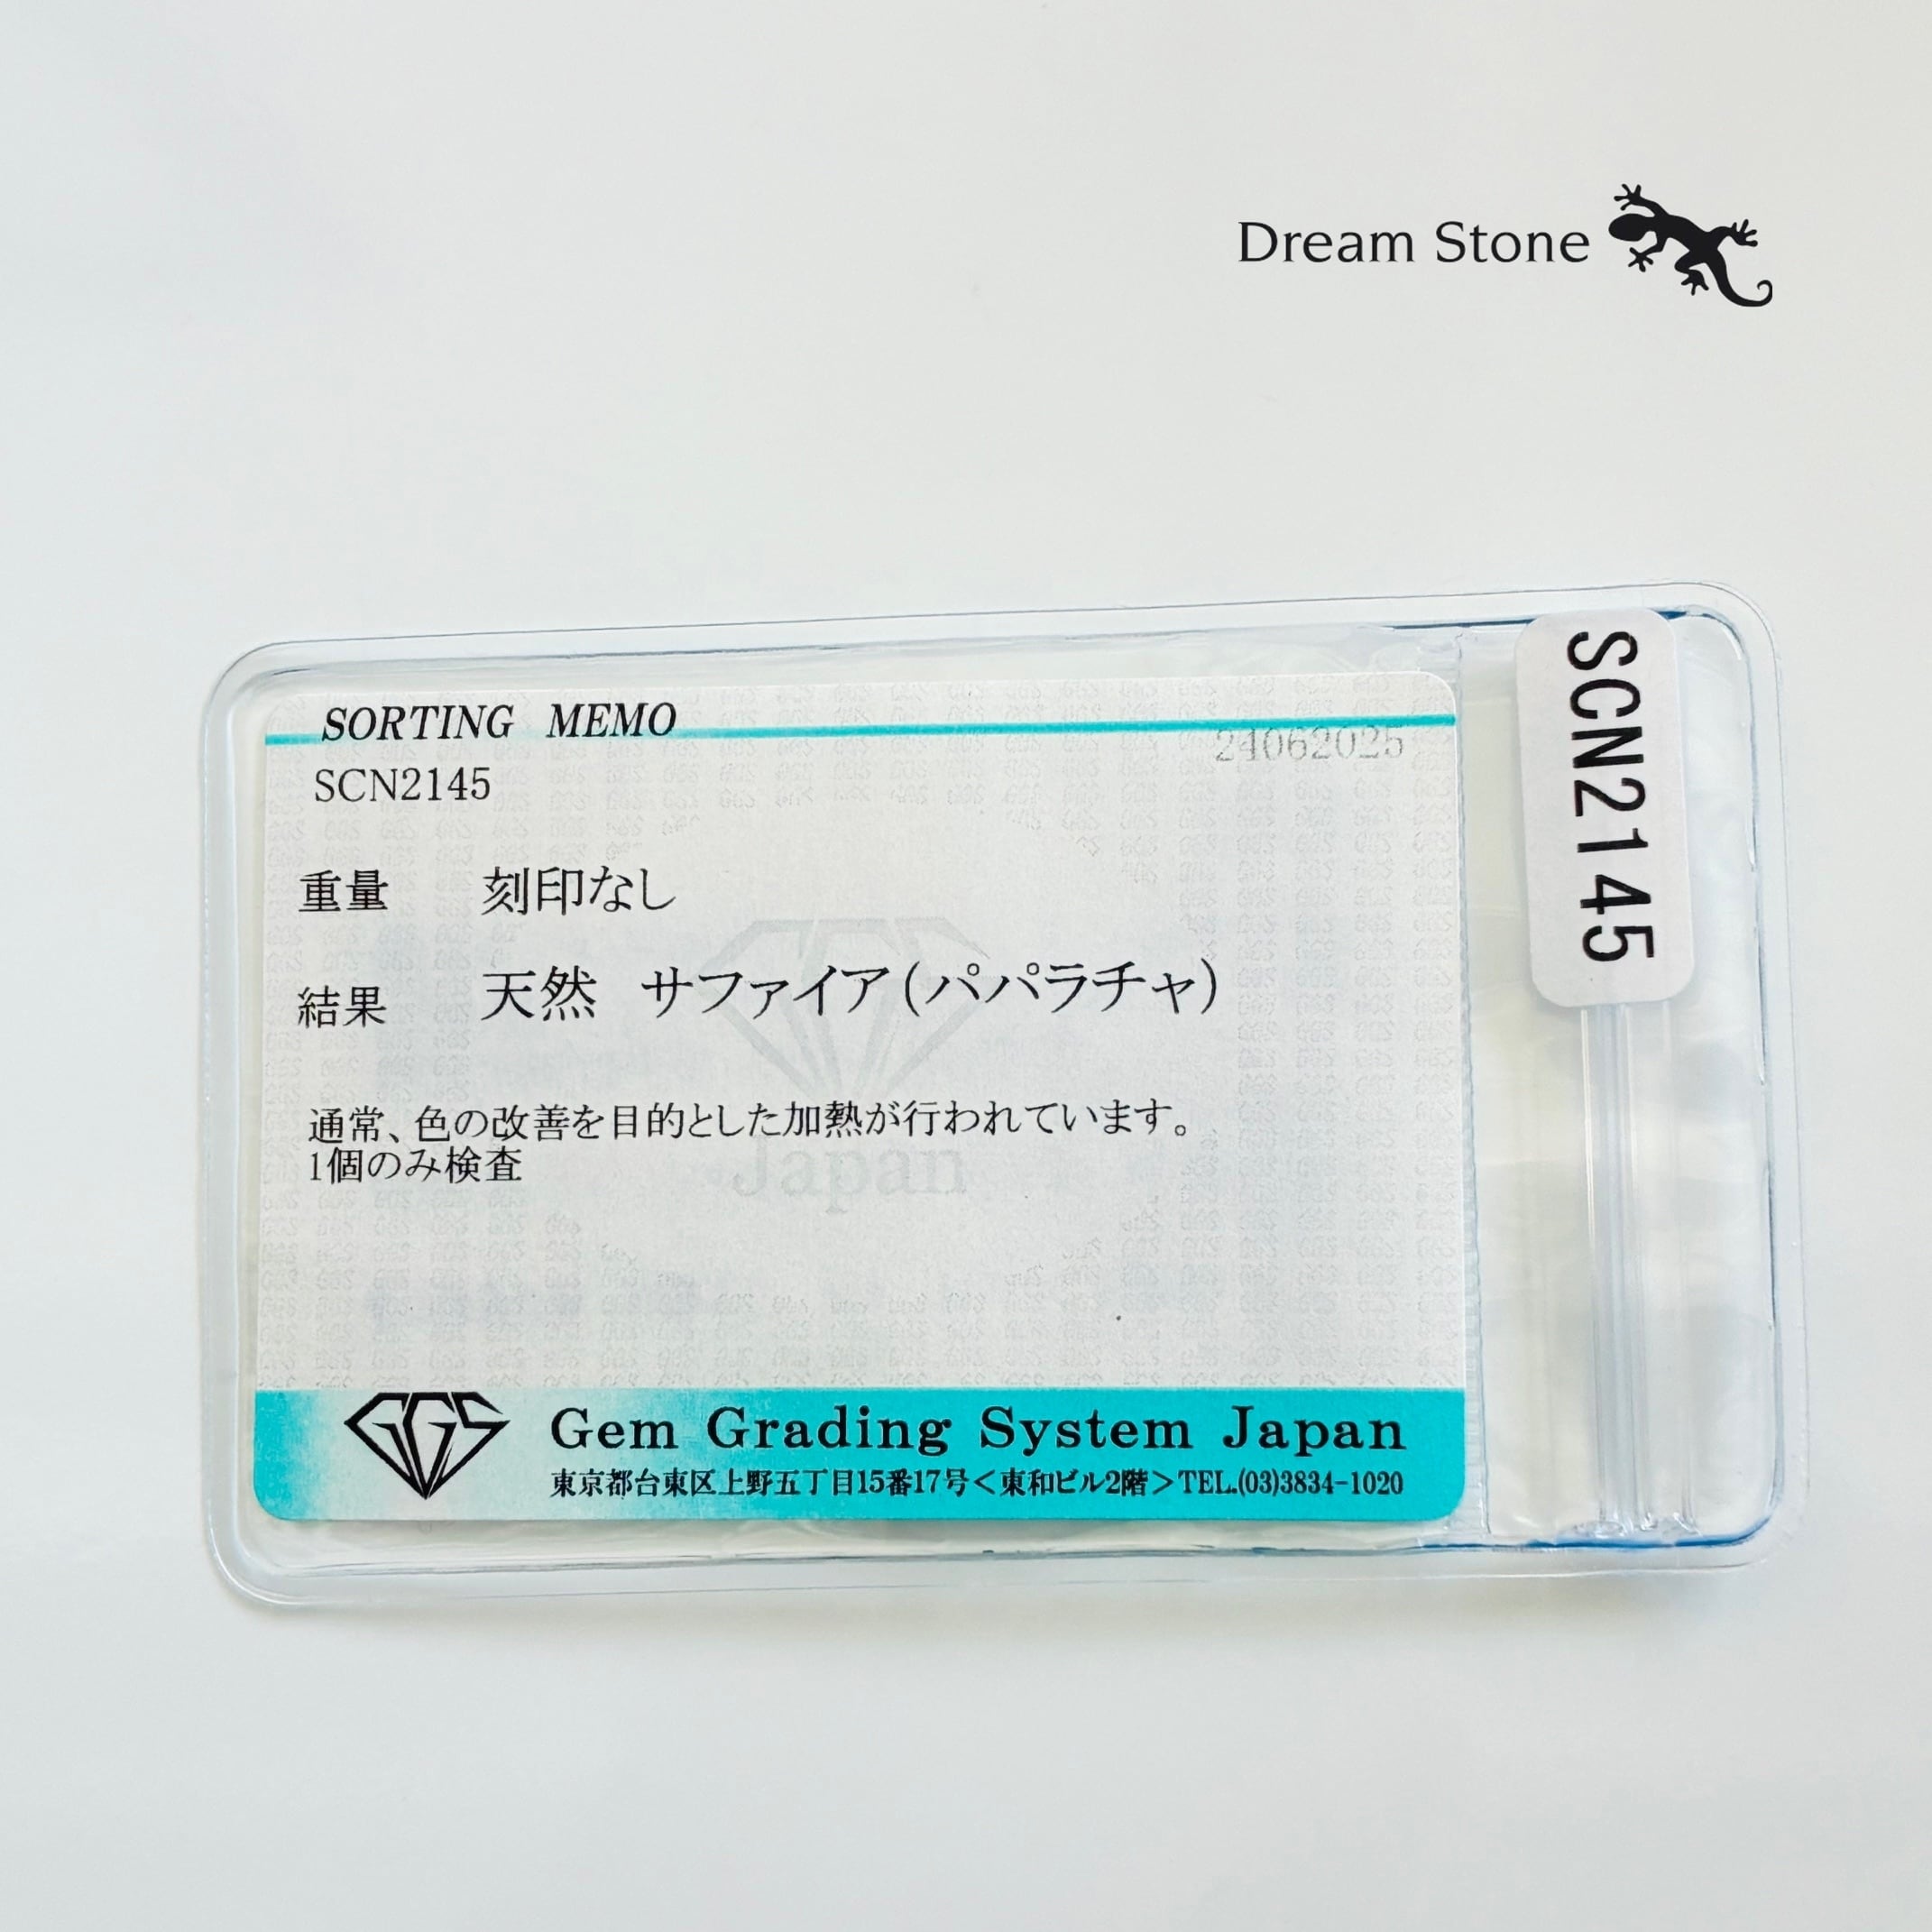 Dream Stone
SORTING MEMO
24062025
SCN2145
重量 刻印なし
結果 天然 サファイア(パパラチャ)
通常、色の改善を目的とした加熱が行われています。
1個のみ検査
Japan
GGS
Gem Grading System Japan
東京都台東区上野五丁目15番17号<東和ビル2階>TEL.(03)3834-1020
SCN2145